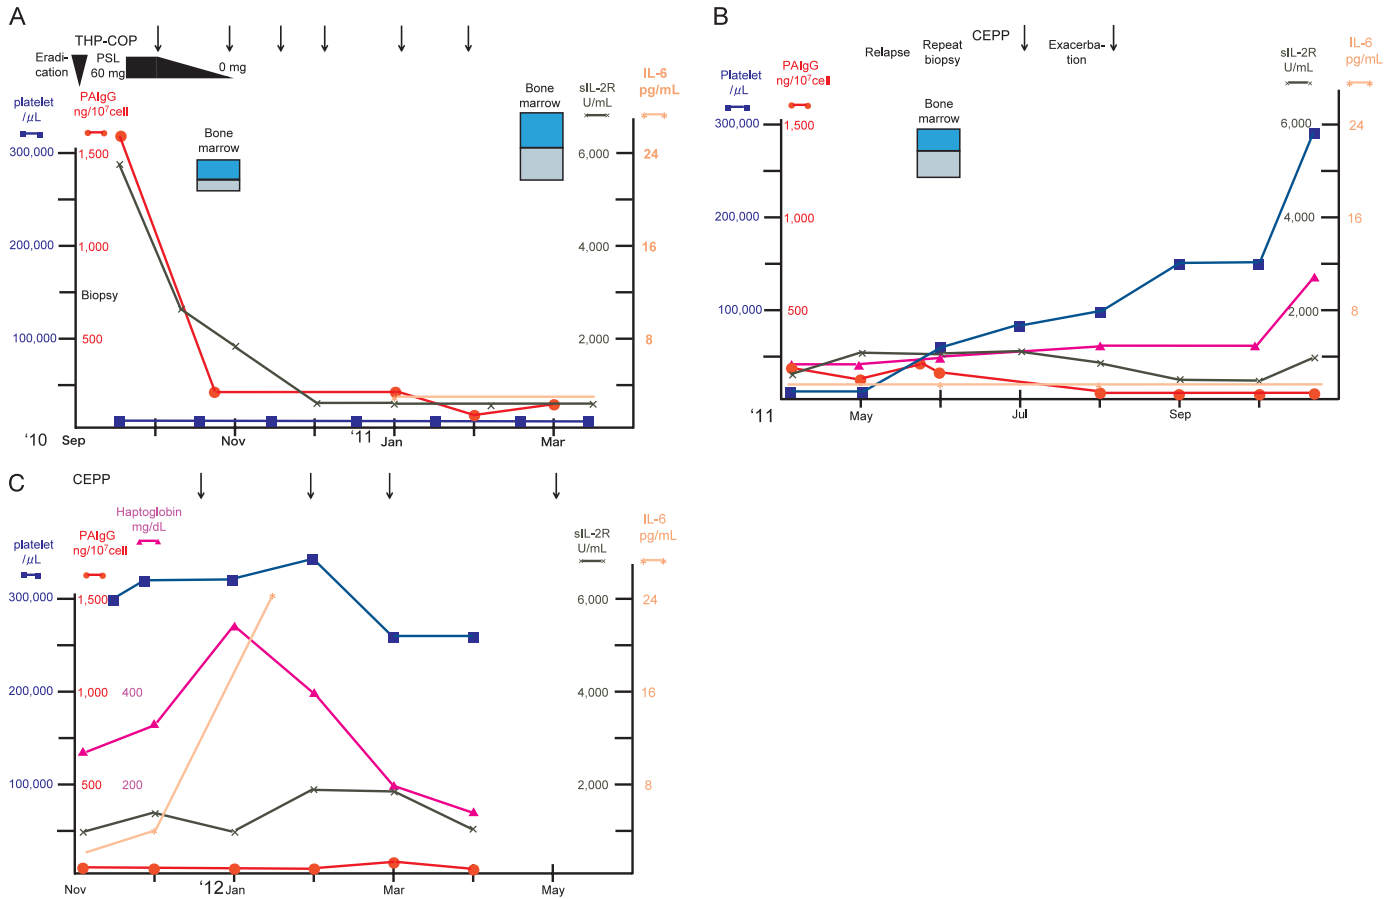 A
THP-COP
Eradi-
cation
PSL
60 mg
0 mg
platelet
/μL
PAIgG
ng/10⁷cell
Bone
marrow
Bone
marrow
sIL-2R
U/mL
IL-6
pg/mL
300,000
1,500
6,000
24
200,000
1,000
4,000
16
Biopsy
100,000
500
2,000
8
'10
Sep
Nov
'11
Jan
Mar
B
CEPP
Relapse
Repeat
biopsy
Exacerba-
tion
platelet
/μL
PAIgG
ng/10⁷cell
sIL-2R
U/mL
IL-6
pg/mL
Bone
marrow
300,000
1,500
6,000
24
200,000
1,000
4,000
16
100,000
500
2,000
8
'11
May
Jul
Sep
C
CEPP
Haptoglobin
mg/dL
platelet
/μL
PAIgG
ng/10⁷cell
sIL-2R
U/mL
IL-6
pg/mL
300,000
1,500
6,000
24
200,000
1,000
400
4,000
16
100,000
500
200
2,000
8
Nov
'12
Jan
Mar
May